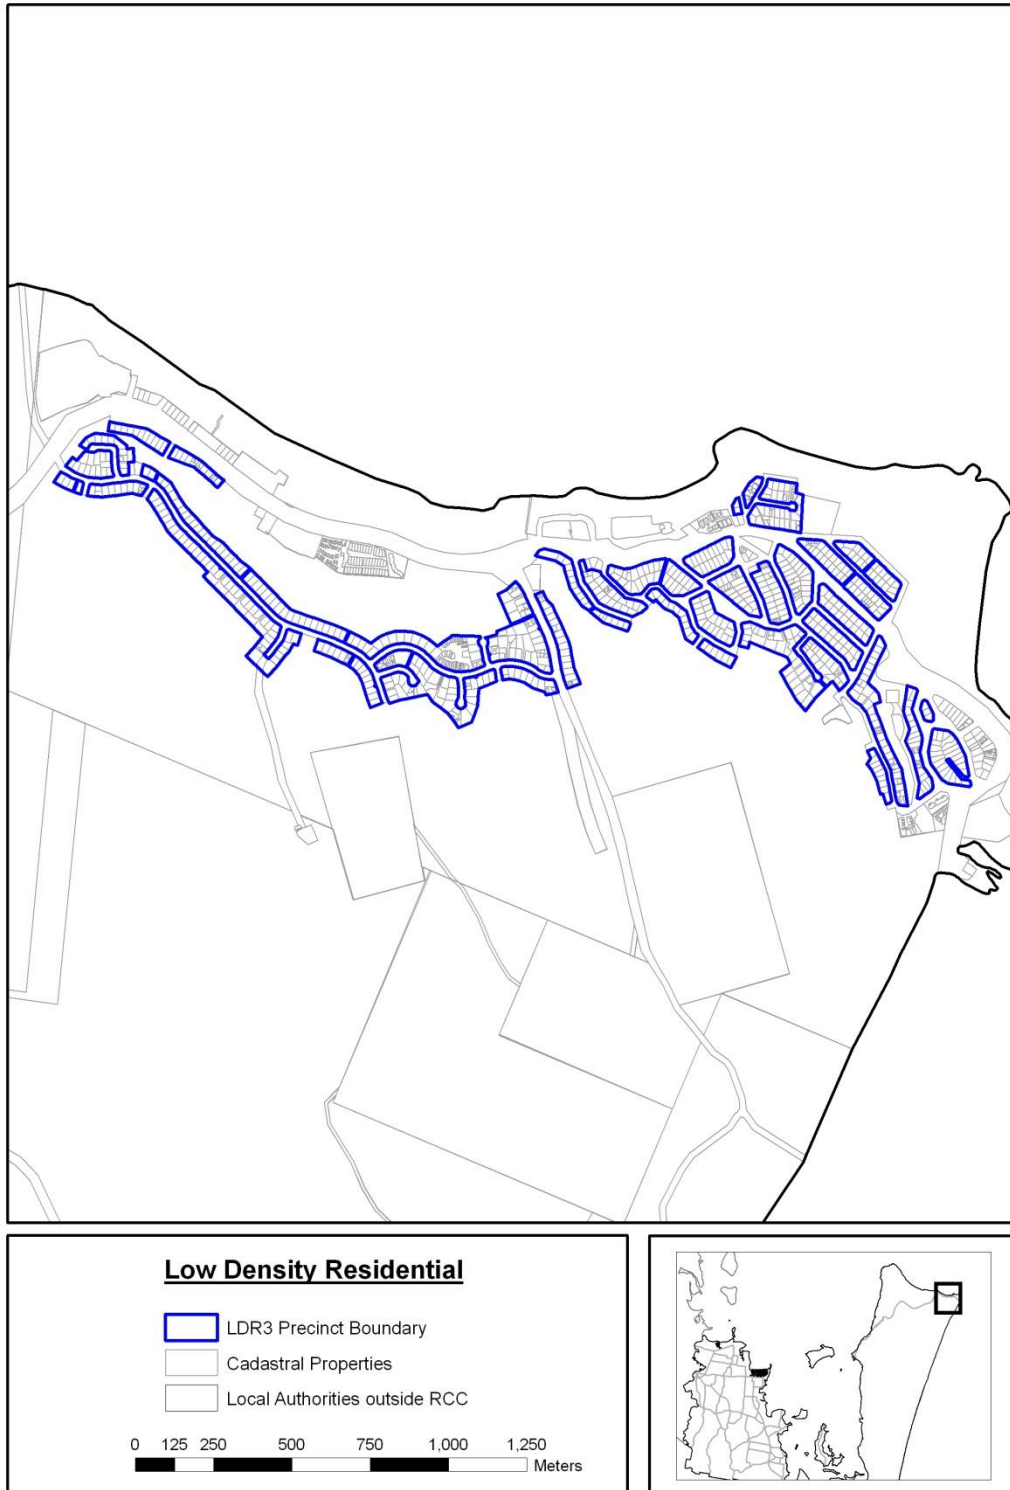 Low Density Residential
LDR3 Precinct Boundary
Cadastral Properties
Local Authorities outside RCC
0 125 250 500 750 1,000 1,250
Meters